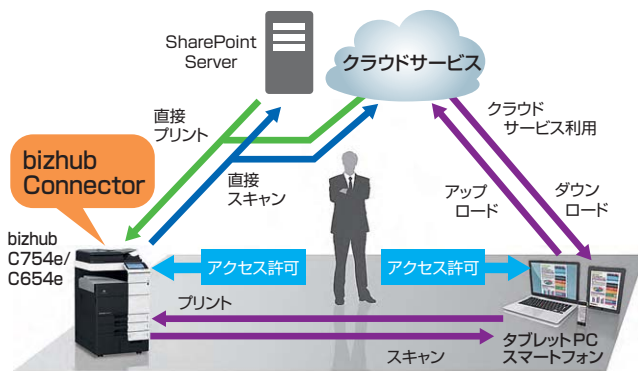 SharePoint
Server
クラウドサービス
直接
プリント
クラウド
サービス利用
bizhub
Connector
直接
スキャン
アップ
ロード
ダウン
ロード
bizhub
C754e/
C654e
アクセス許可
アクセス許可
プリント
タブレットPC
スマートフォン
スキャン